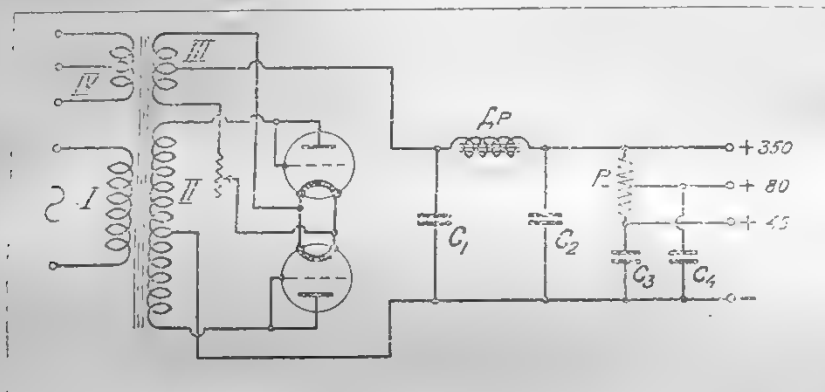 IV
III
Др
+ 350
R
+ 80
I
II
+ 45
C1
C2
C3
C4
—